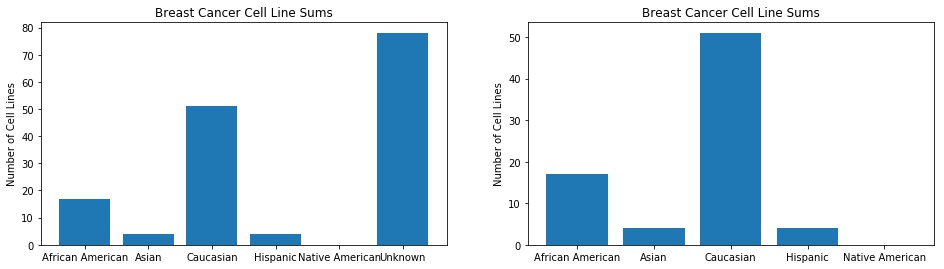 Breast Cancer Cell Line Sums
Number of Cell Lines
80
70
60
50
40
30
20
10
0
African American Asian Caucasian Hispanic Native American Unknown
Breast Cancer Cell Line Sums
Number of Cell Lines
50
40
30
20
10
0
African American Asian Caucasian Hispanic Native American